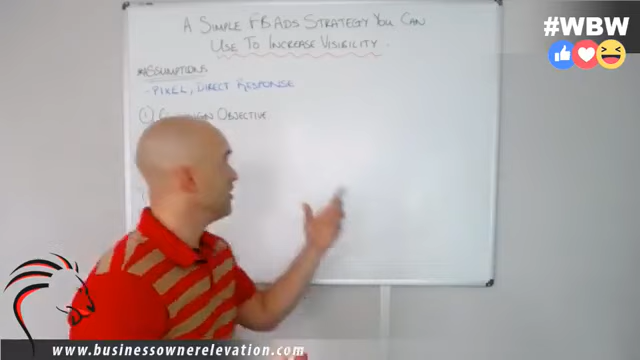 #WBW
A SIMPLE FB ADS STRATEGY YOU CAN
USE TO INCREASE VISIBILITY.
*ASSUMPTIONS
- PIXEL, DIRECT RESPONSE
① OBJECTIVE
www.businessownerelevation.com